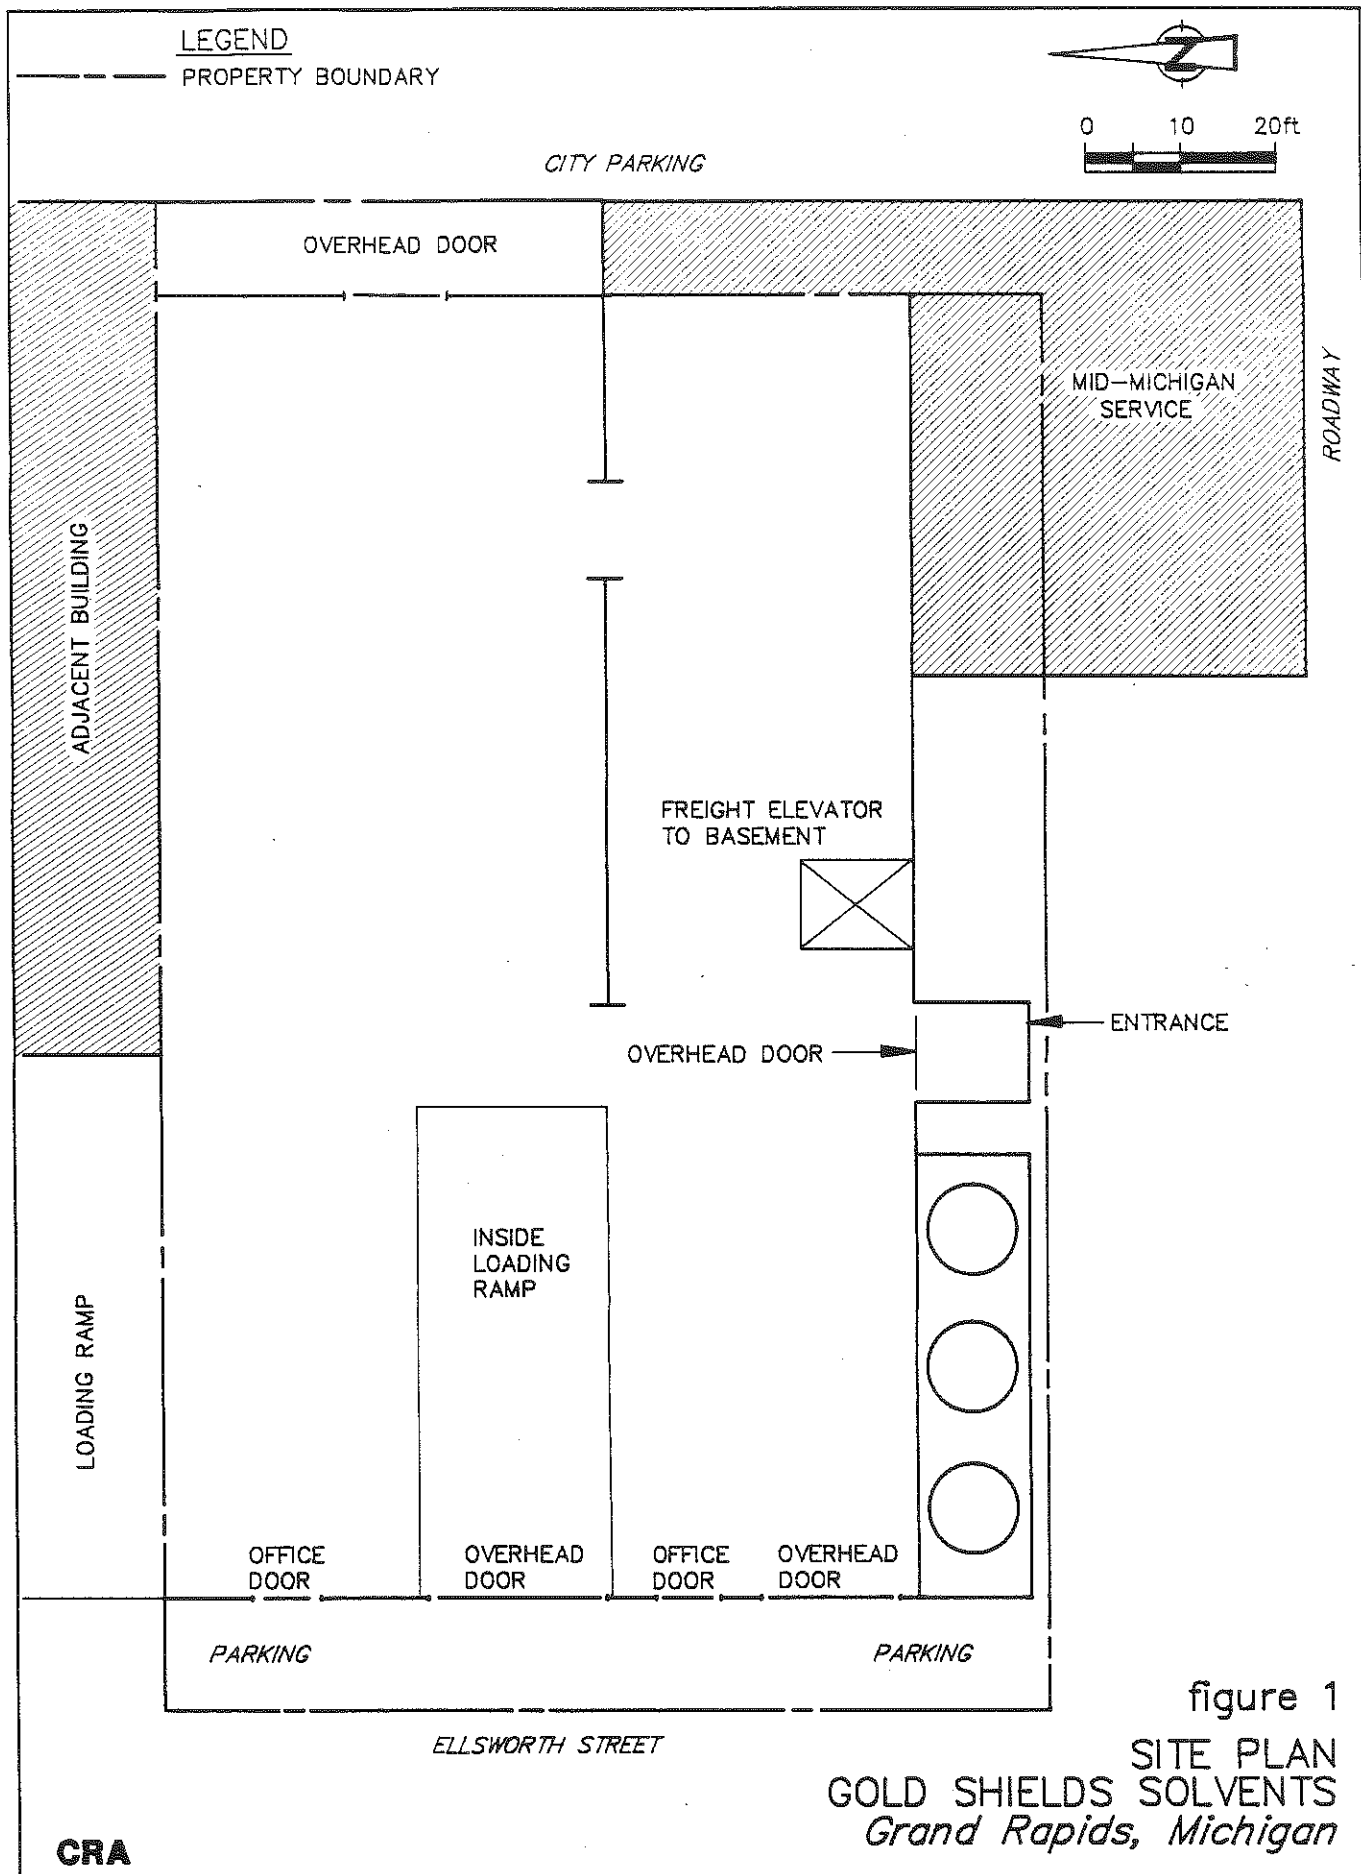 LEGEND
PROPERTY BOUNDARY
N
0 10 20ft
CITY PARKING
OVERHEAD DOOR
MID-MICHIGAN
SERVICE
ROADWAY
ADJACENT BUILDING
FREIGHT ELEVATOR
TO BASEMENT
ENTRANCE
OVERHEAD DOOR
INSIDE
LOADING
RAMP
LOADING RAMP
OFFICE
DOOR
OVERHEAD
DOOR
OFFICE
DOOR
OVERHEAD
DOOR
PARKING
PARKING
ELLSWORTH STREET
figure 1
SITE PLAN
GOLD SHIELDS SOLVENTS
Grand Rapids, Michigan
CRA